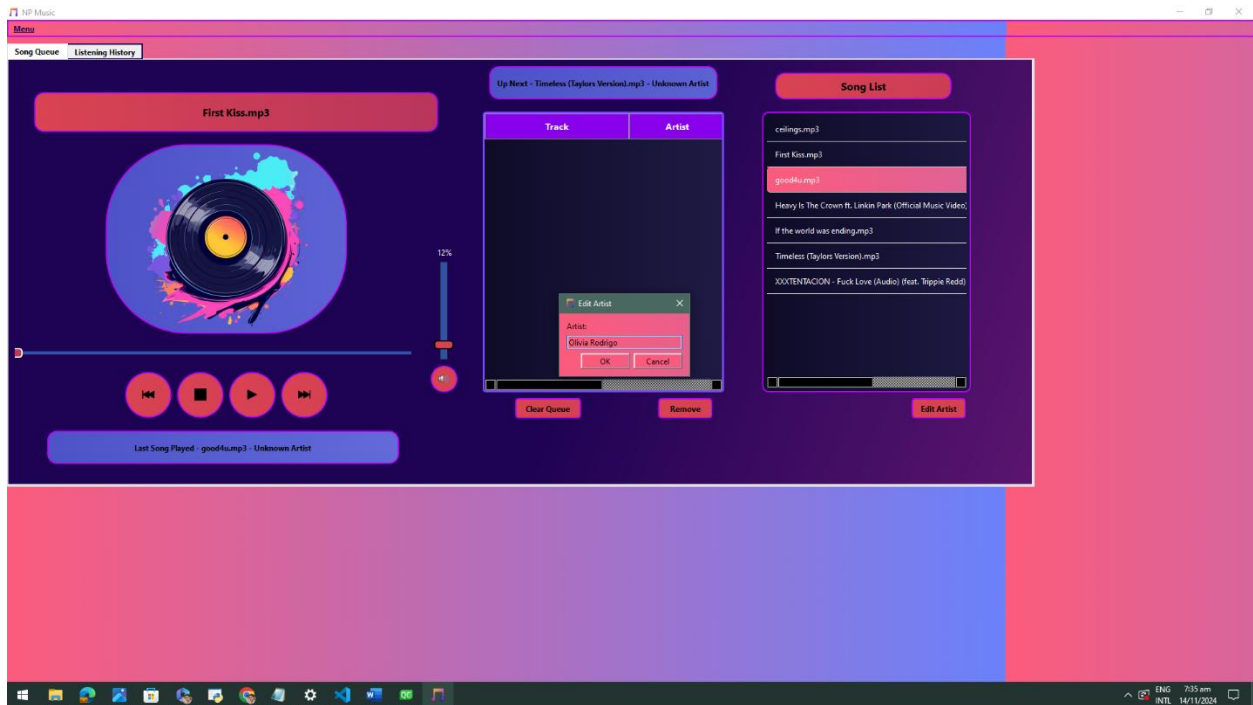 NP Music
Menu
Song Queue
Listening History
First Kiss.mp3
12%
Last Song Played - good4u.mp3 - Unknown Artist
Up Next - Timeless (Taylors Version).mp3 - Unknown Artist
Track
Artist
Clear Queue
Remove
Edit Artist
Artist:
Olivia Rodrigo
OK
Cancel
Song List
ceilings.mp3
First Kiss.mp3
good4u.mp3
Heavy Is The Crown ft. Linkin Park (Official Music Video)
If the world was ending.mp3
Timeless (Taylors Version).mp3
XXXTENTACION - Fuck Love (Audio) (feat. Trippie Redd)
Edit Artist
ENG
INTL
7:35 am
14/11/2024